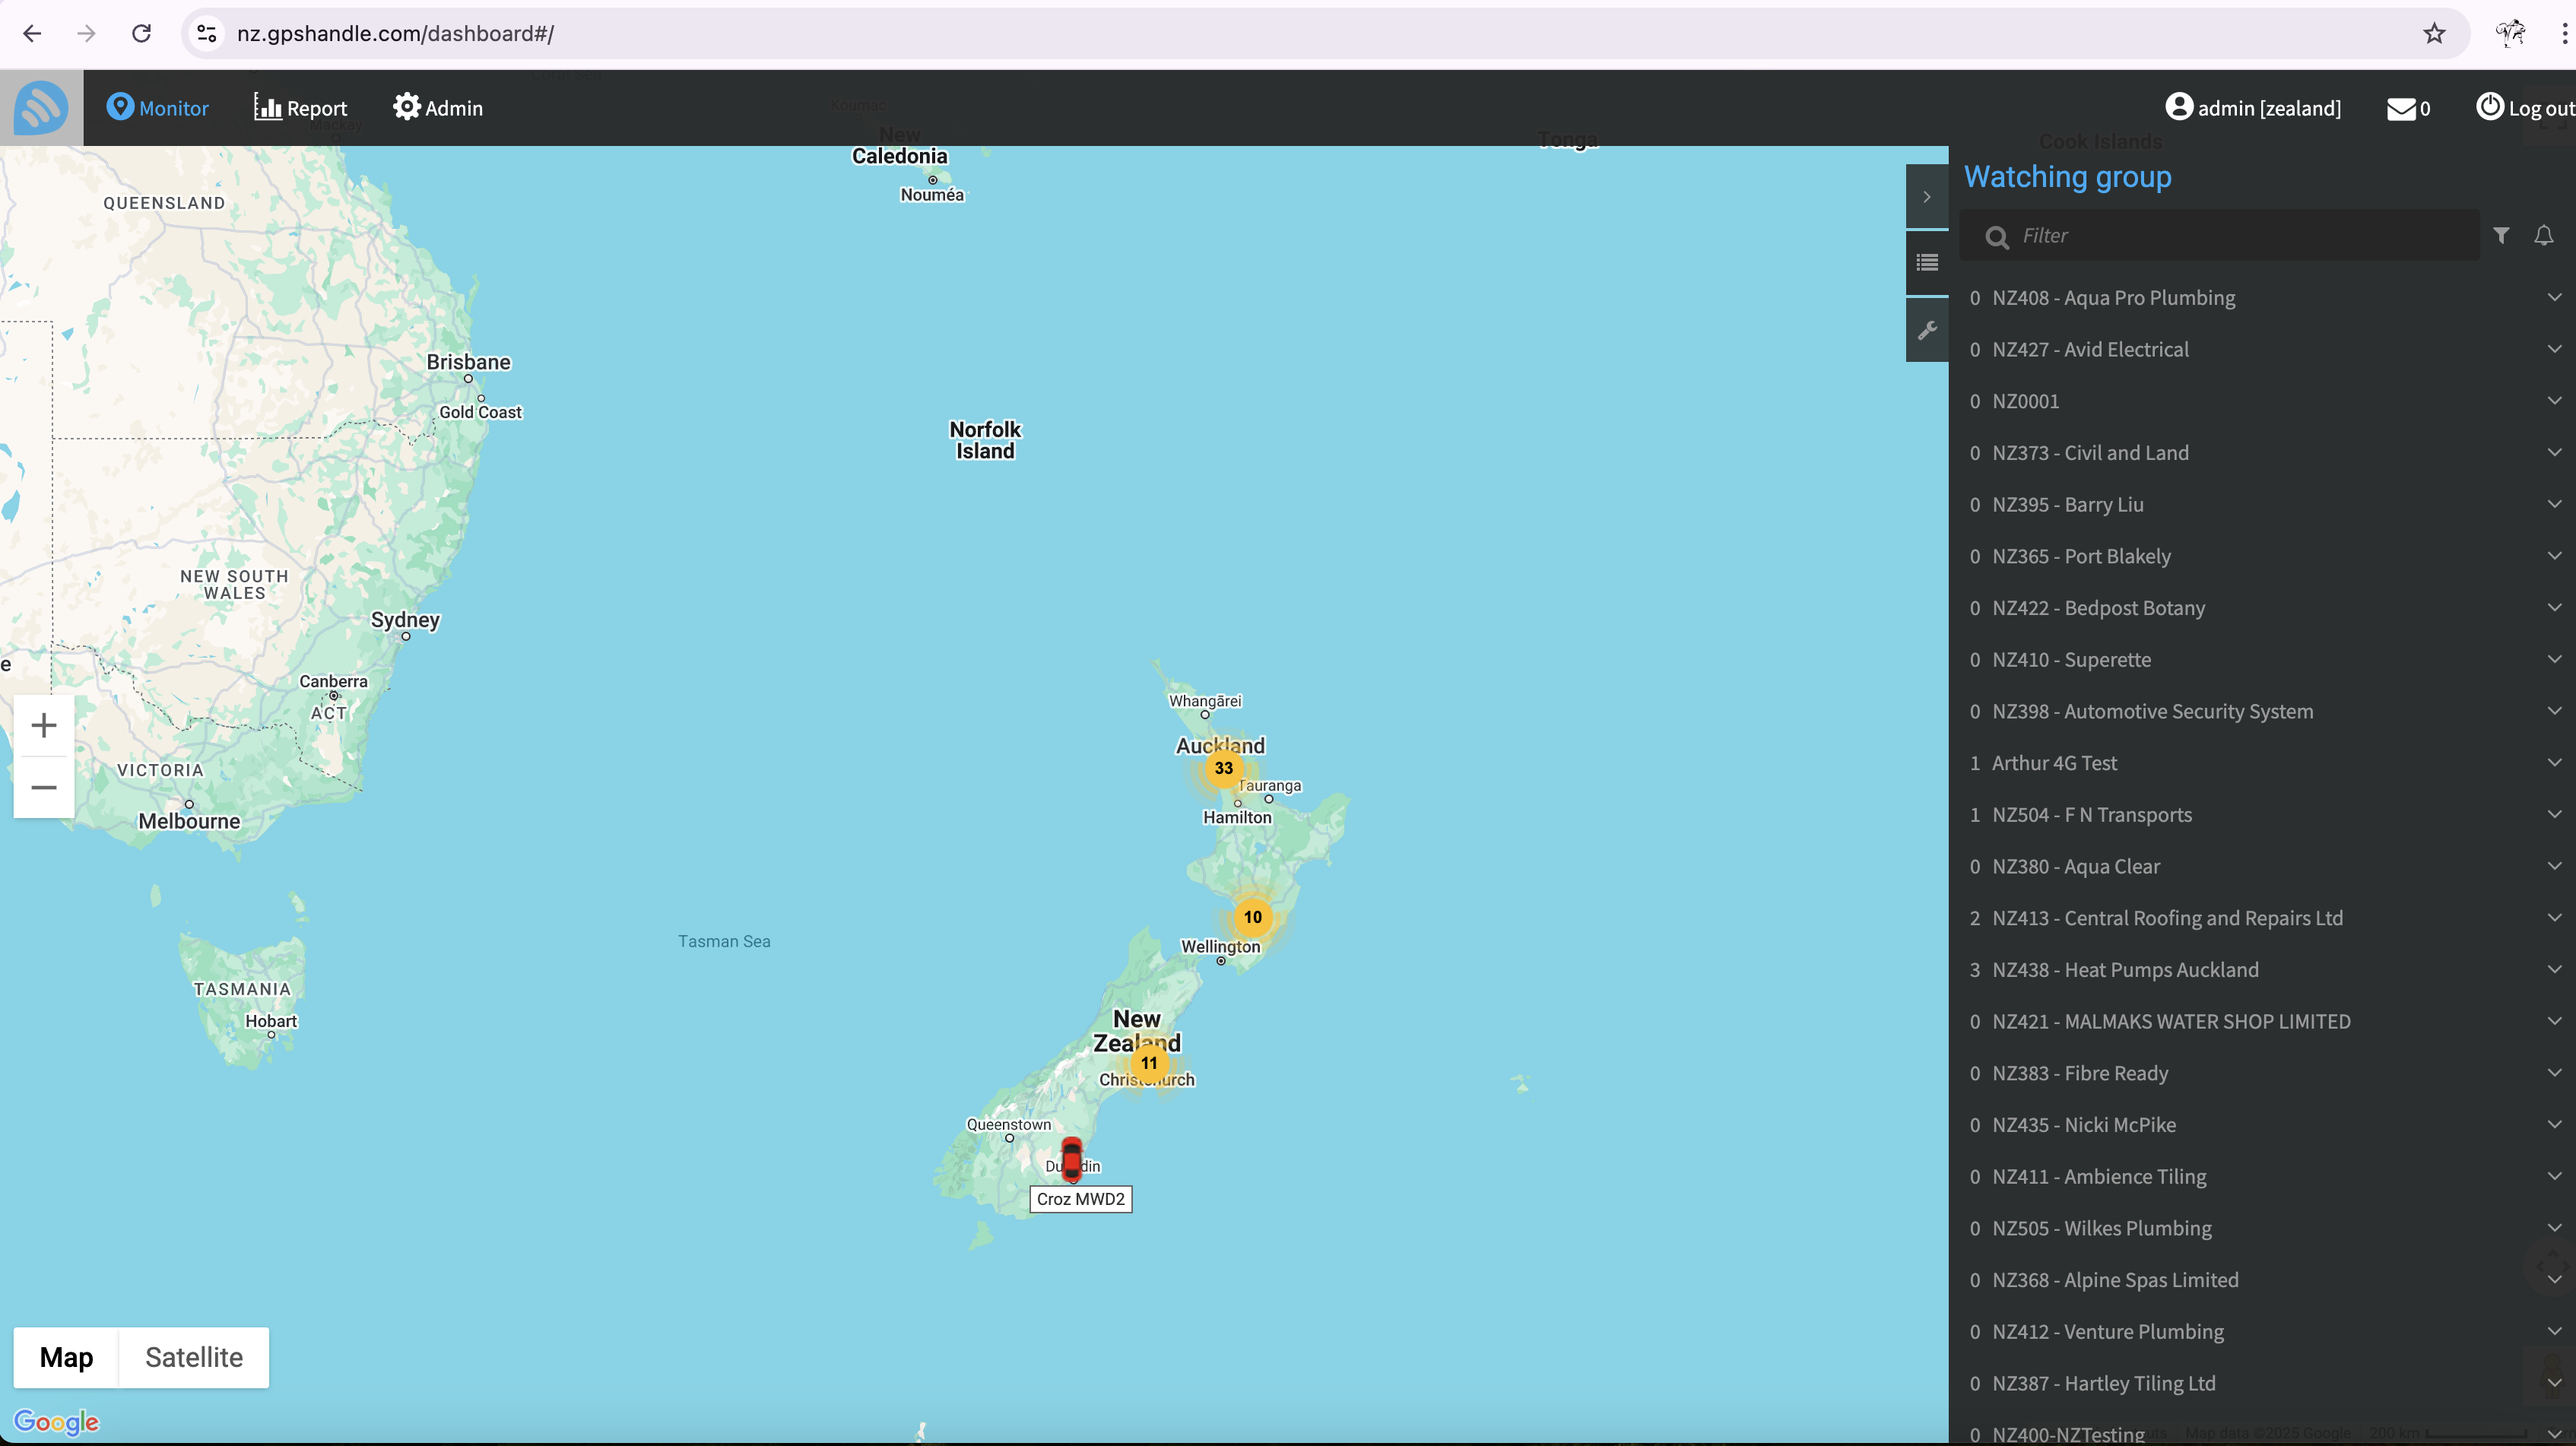 nz.gpshandle.com/dashboard#/
Monitor
Report
Admin
admin [zealand]
0
Log out
Koumac
Mackay
New
Caledonia
Nouméa
Tonga
Cook Islands
QUEENSLAND
Brisbane
Gold Coast
Norfolk
Island
NEW SOUTH
WALES
Sydney
e
Canberra
ACT
VICTORIA
Melbourne
Whangārei
Auckland
33
Tauranga
Hamilton
10
Wellington
Tasman Sea
TASMANIA
Hobart
New
Zealand
11
Christchurch
Queenstown
Dunedin
Croz MWD2
+
−
Map
Satellite
Google
Watching group
Filter
0 NZ408 - Aqua Pro Plumbing
0 NZ427 - Avid Electrical
0 NZ0001
0 NZ373 - Civil and Land
0 NZ395 - Barry Liu
0 NZ365 - Port Blakely
0 NZ422 - Bedpost Botany
0 NZ410 - Superette
0 NZ398 - Automotive Security System
1 Arthur 4G Test
1 NZ504 - F N Transports
0 NZ380 - Aqua Clear
2 NZ413 - Central Roofing and Repairs Ltd
3 NZ438 - Heat Pumps Auckland
0 NZ421 - MALMAKS WATER SHOP LIMITED
0 NZ383 - Fibre Ready
0 NZ435 - Nicki McPike
0 NZ411 - Ambience Tiling
0 NZ505 - Wilkes Plumbing
0 NZ368 - Alpine Spas Limited
0 NZ412 - Venture Plumbing
0 NZ387 - Hartley Tiling Ltd
0 NZ400-NZTesting
Map data ©2025 Google
200 km